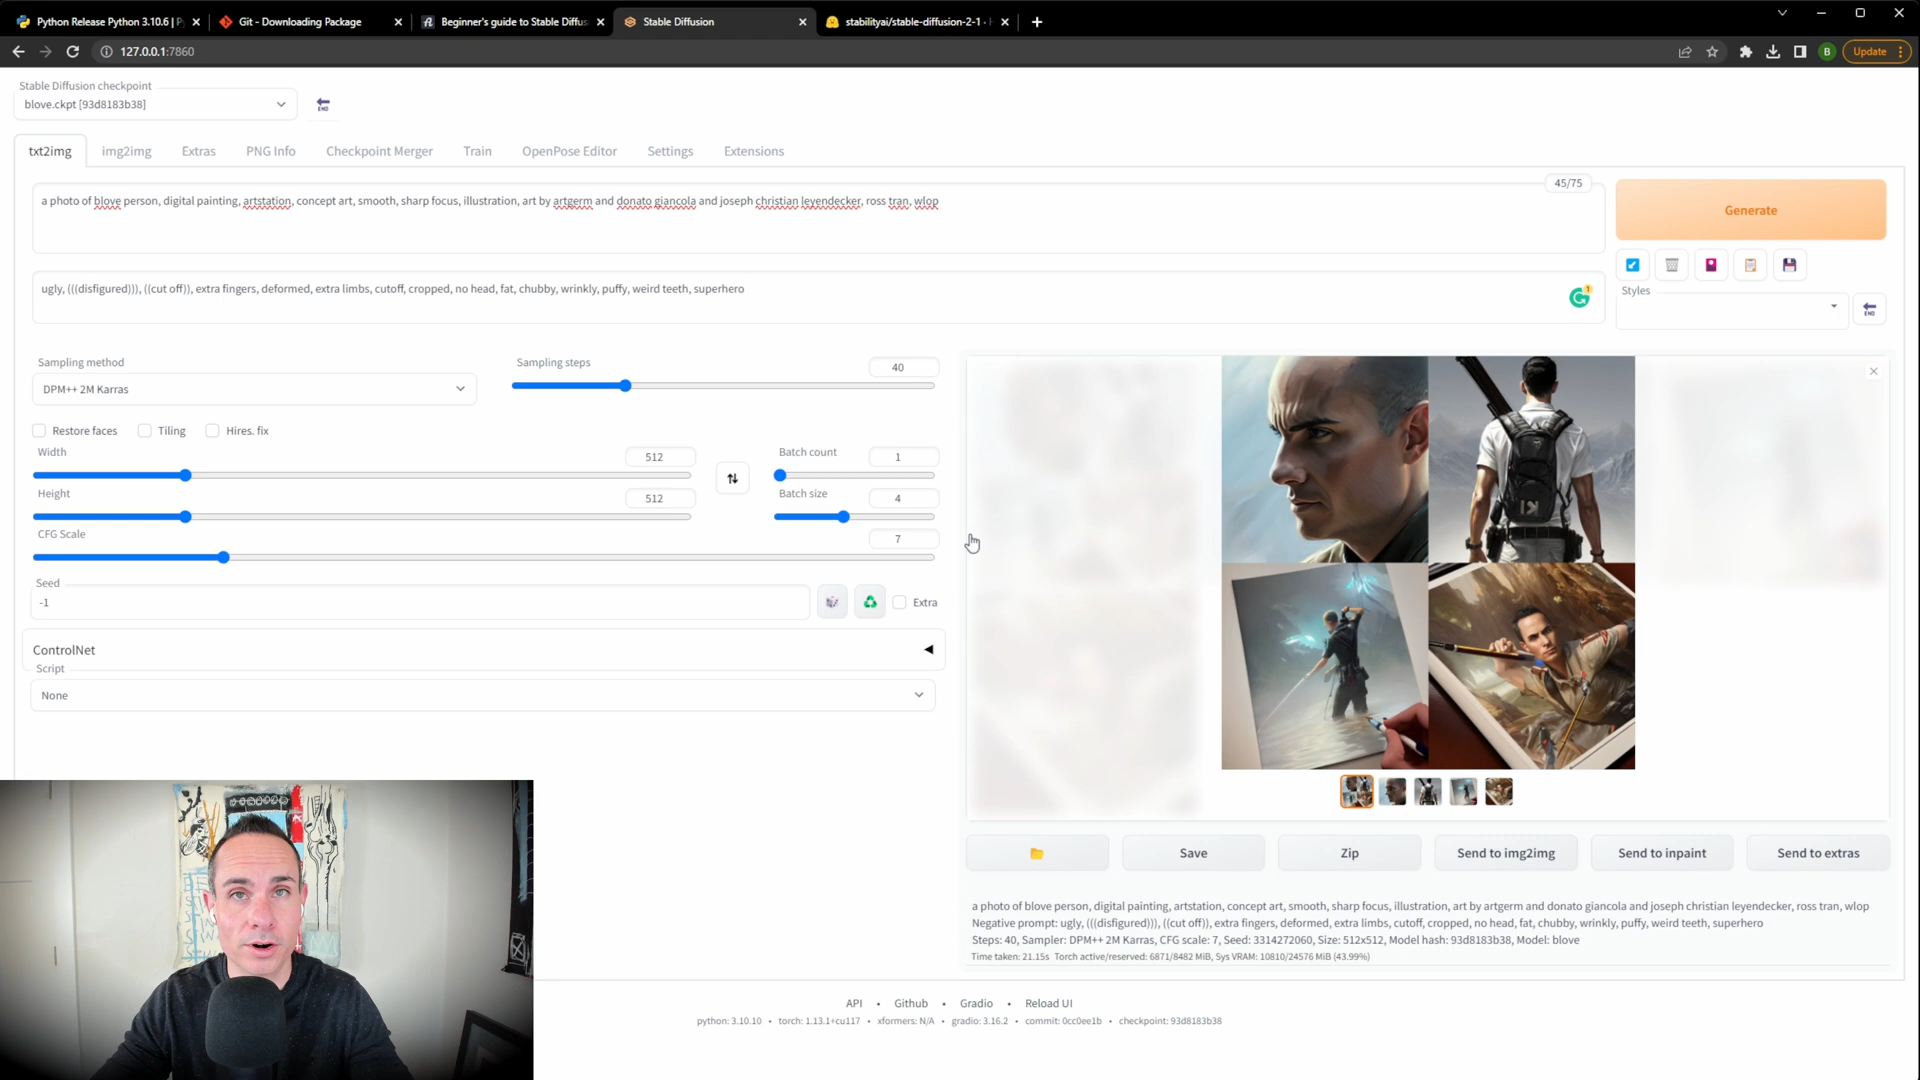 Python Release Python 3.10.6 | P
Git - Downloading Package
Beginner's guide to Stable Diffus
Stable Diffusion
stabilityai/stable-diffusion-2-1 ·
127.0.0.1:7860
B
Update
Stable Diffusion checkpoint
blove.ckpt [93d8183b38]
END
txt2img
img2img
Extras
PNG Info
Checkpoint Merger
Train
OpenPose Editor
Settings
Extensions
45/75
a photo of blove person, digital painting, artstation, concept art, smooth, sharp focus, illustration, art by artgerm and donato giancola and joseph christian leyendecker, ross tran, wlop
Generate
ugly, (((disfigured))), ((cut off)), extra fingers, deformed, extra limbs, cutoff, cropped, no head, fat, chubby, wrinkly, puffy, weird teeth, superhero
1
Styles
END
Sampling method
DPM++ 2M Karras
Sampling steps
40
Restore faces
Tiling
Hires. fix
Width
512
Batch count
1
Height
512
Batch size
4
CFG Scale
7
Seed
-1
Extra
ControlNet
Script
None
Save
Zip
Send to img2img
Send to inpaint
Send to extras
a photo of blove person, digital painting, artstation, concept art, smooth, sharp focus, illustration, art by artgerm and donato giancola and joseph christian leyendecker, ross tran, wlop
Negative prompt: ugly, (((disfigured))), ((cut off)), extra fingers, deformed, extra limbs, cutoff, cropped, no head, fat, chubby, wrinkly, puffy, weird teeth, superhero
Steps: 40, Sampler: DPM++ 2M Karras, CFG scale: 7, Seed: 3314272060, Size: 512x512, Model hash: 93d8183b38, Model: blove
Time taken: 21.15s Torch active/reserved: 6871/8482 MiB, Sys VRAM: 10810/24576 MiB (43.99%)
API • Github • Gradio • Reload UI
python: 3.10.10 • torch: 1.13.1+cu117 • xformers: N/A • gradio: 3.16.2 • commit: 0cc0ee1b • checkpoint: 93d8183b38